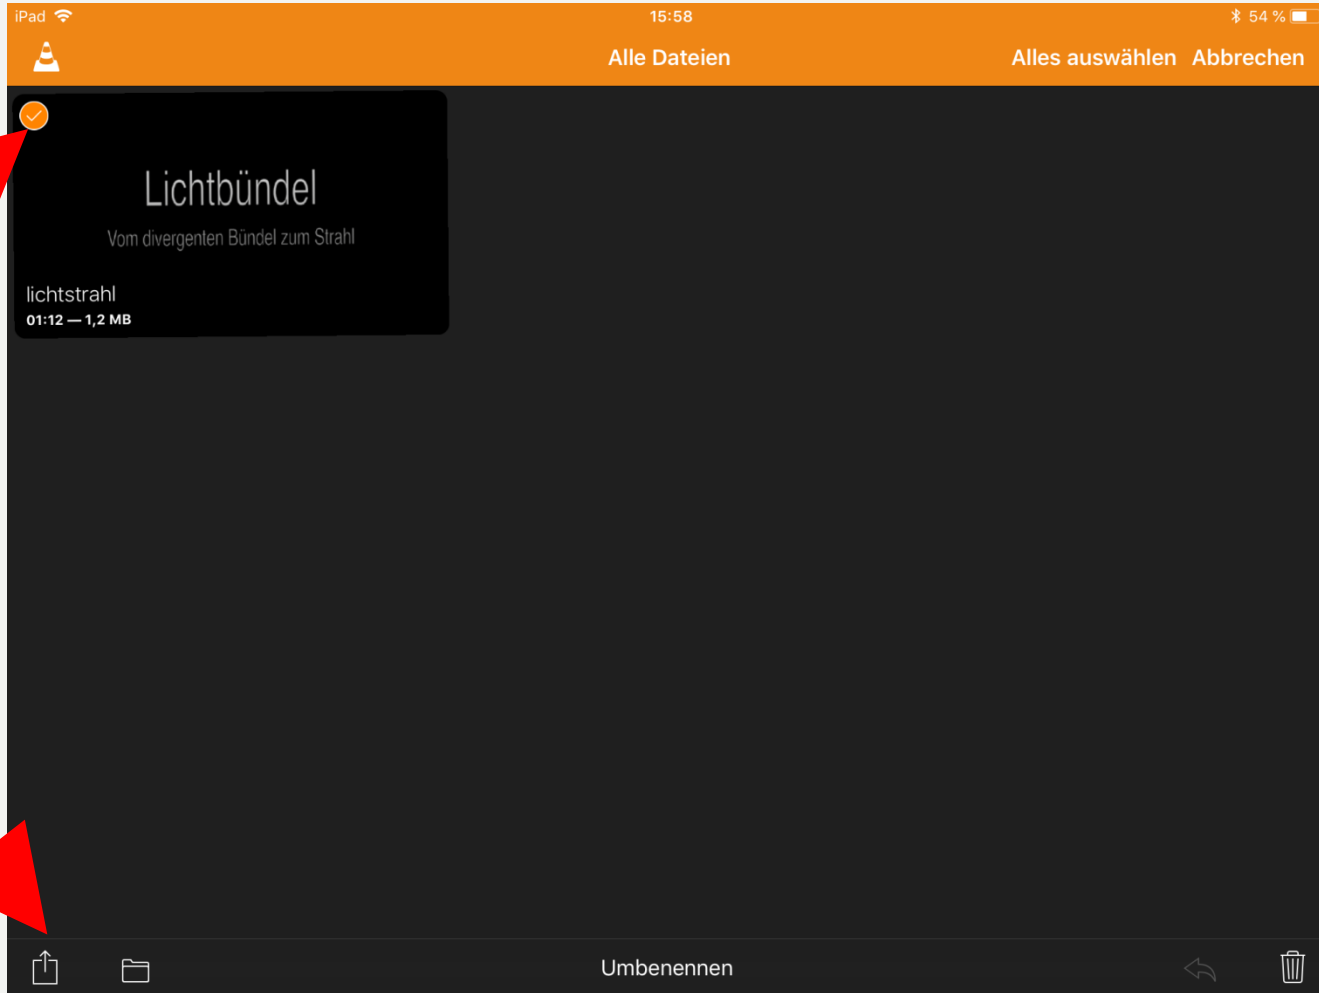 iPad 15:58 54 %
Alle Dateien Alles auswählen Abbrechen
Lichtbündel
Vom divergenten Bündel zum Strahl
lichtstrahl
01:12 — 1,2 MB
Umbenennen